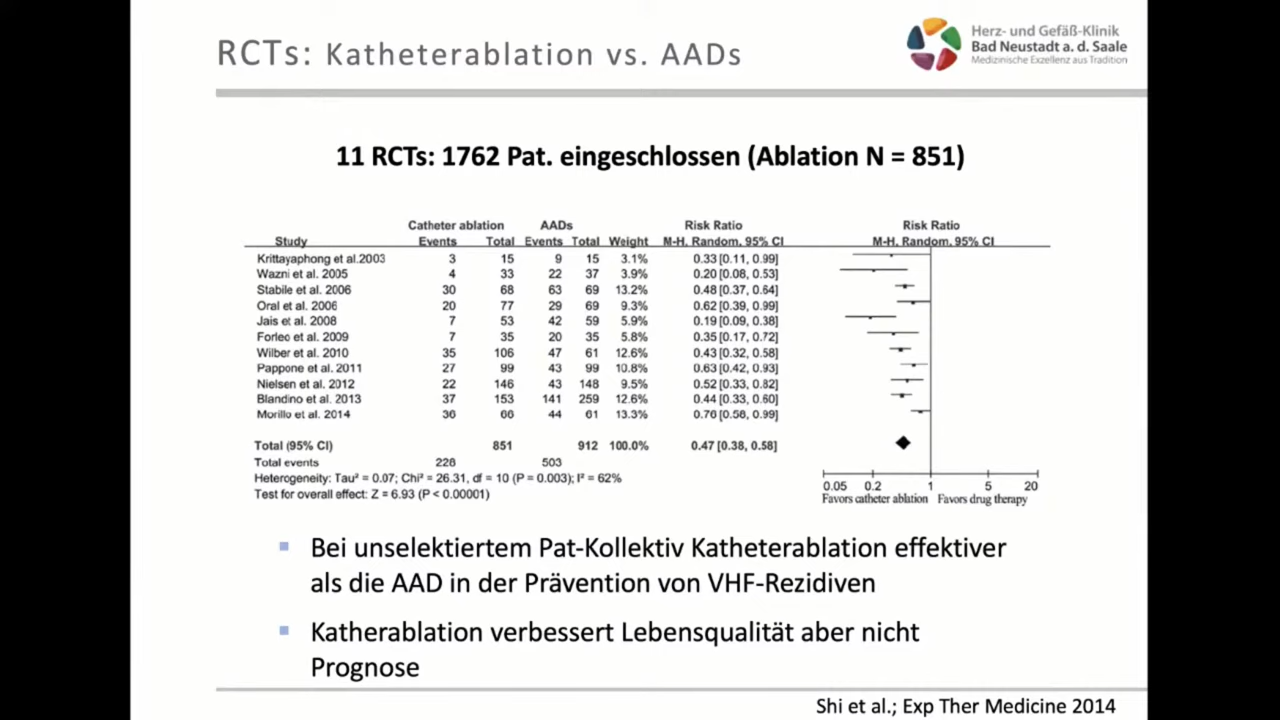 RCTs: Katheterablation vs. AADs
Herz- und Gefäß-Klinik
Bad Neustadt a. d. Saale
Medizinische Exzellenz aus Tradition
11 RCTs: 1762 Pat. eingeschlossen (Ablation N = 851)
Catheter ablation AADs Risk Ratio Risk Ratio
Study Events Total Events Total Weight M-H, Random, 95% CI M-H, Random, 95% CI
Krittayaphong et al.2003 3 15 9 15 3.1% 0.33 [0.11, 0.99]
Wazni et al. 2005 4 33 22 37 3.9% 0.20 [0.08, 0.53]
Stabile et al. 2006 30 68 63 69 13.2% 0.48 [0.37, 0.64]
Oral et al. 2006 20 77 29 69 9.3% 0.62 [0.39, 0.99]
Jais et al. 2008 7 53 42 59 5.9% 0.19 [0.09, 0.38]
Forleo et al. 2009 7 35 20 35 5.8% 0.35 [0.17, 0.72]
Wilber et al. 2010 35 106 47 61 12.6% 0.43 [0.32, 0.58]
Pappone et al. 2011 27 99 43 99 10.8% 0.63 [0.42, 0.93]
Nielsen et al. 2012 22 146 43 148 9.5% 0.52 [0.33, 0.82]
Blandino et al. 2013 37 153 141 259 12.6% 0.44 [0.33, 0.60]
Morillo et al. 2014 36 66 44 61 13.3% 0.76 [0.58, 0.99]
Total (95% CI) 851 912 100.0% 0.47 [0.38, 0.58]
Total events 228 503
Heterogeneity: Tau² = 0.07; Chi² = 26.31, df = 10 (P = 0.003); I² = 62%
Test for overall effect: Z = 6.93 (P < 0.00001)
0.05 0.2 1 5 20
Favors catheter ablation Favors drug therapy
Bei unselektiertem Pat-Kollektiv Katheterablation effektiver
als die AAD in der Prävention von VHF-Rezidiven
Katherablation verbessert Lebensqualität aber nicht
Prognose
Shi et al.; Exp Ther Medicine 2014